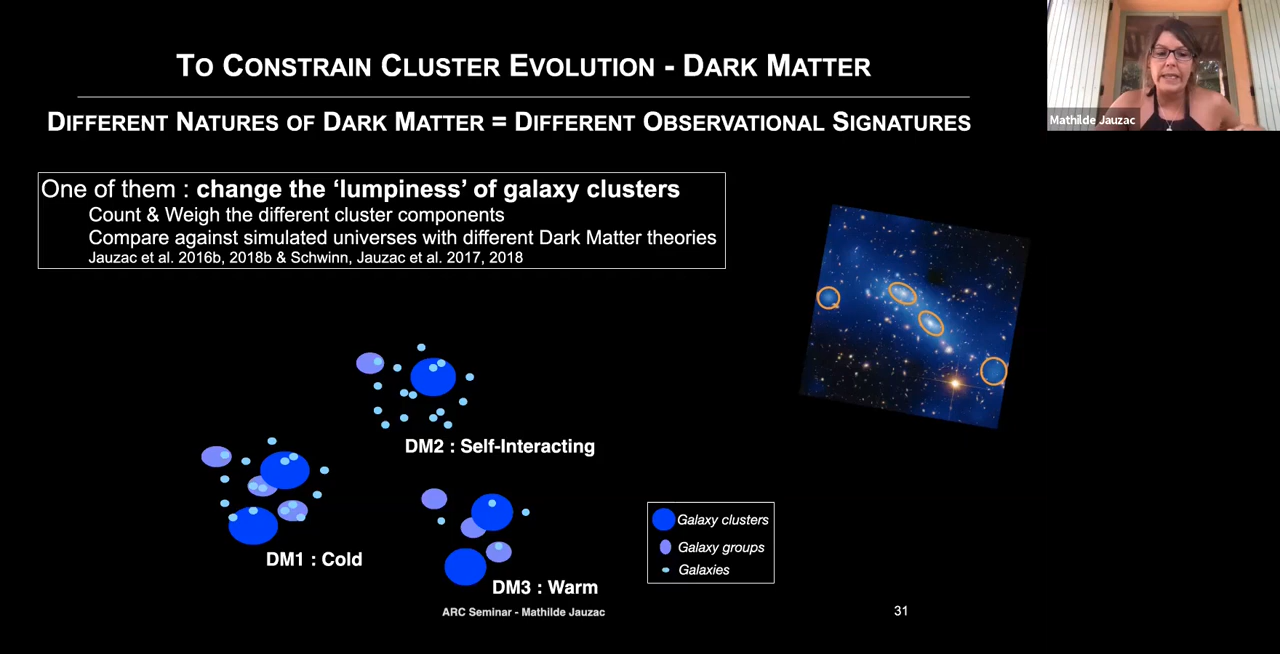 TO CONSTRAIN CLUSTER EVOLUTION - DARK MATTER
Mathilde Jauzac
DIFFERENT NATURES OF DARK MATTER = DIFFERENT OBSERVATIONAL SIGNATURES
One of them : change the ‘lumpiness’ of galaxy clusters
Count & Weigh the different cluster components
Compare against simulated universes with different Dark Matter theories
Jauzac et al. 2016b, 2018b & Schwinn, Jauzac et al. 2017, 2018
DM2 : Self-Interacting
DM1 : Cold
DM3 : Warm
Galaxy clusters
Galaxy groups
Galaxies
ARC Seminar - Mathilde Jauzac
31